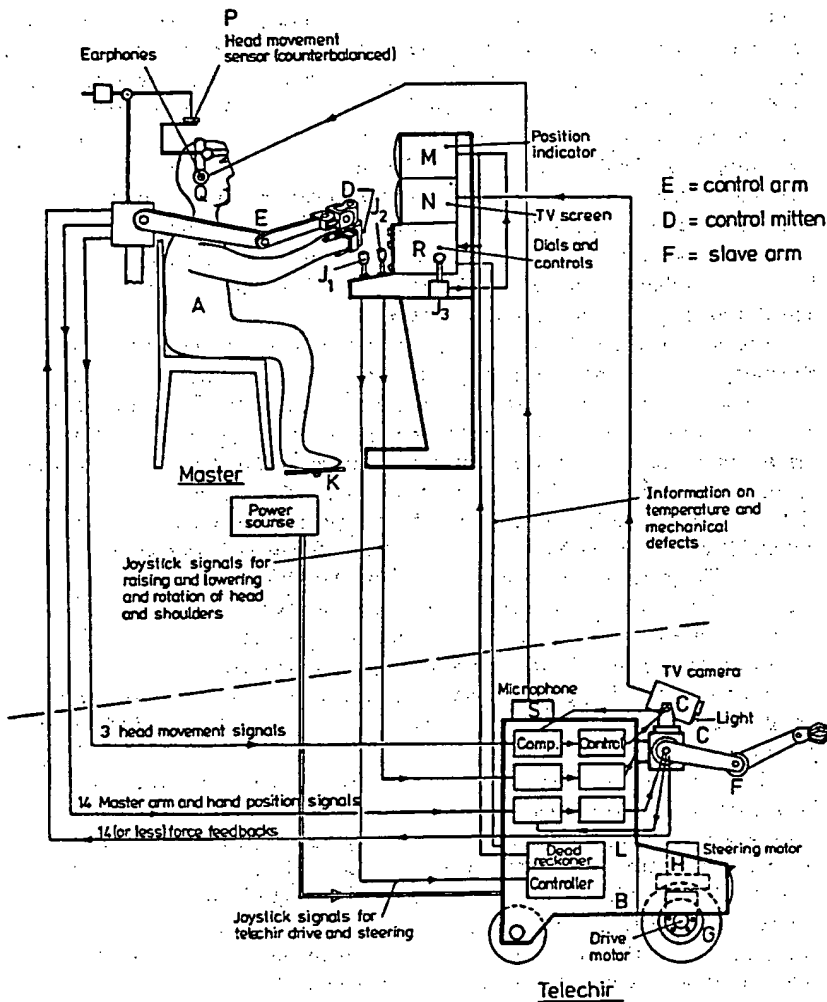 P
Head movement
sensor (counterbalanced)
Earphones
Q
Position
indicator
M
N
TV screen
R
Dials and
controls
E = control arm
D = control mitten
F = slave arm
E
D
J2
J1
J3
A
K
Master
Power
sourse
Information on
temperature and
mechanical
defects
Joystick signals for
raising and lowering
and rotation of head
and shoulders
TV camera
C
Light
C
Microphone
S
3 head movement signals
Comp.
Control
F
14 Master arm and hand position signals
14 (or less) force feedbacks
Dead
reckoner
L
Steering motor
H
Controller
B
Joystick signals for
telechir drive and steering
Drive
motor
G
Telechir